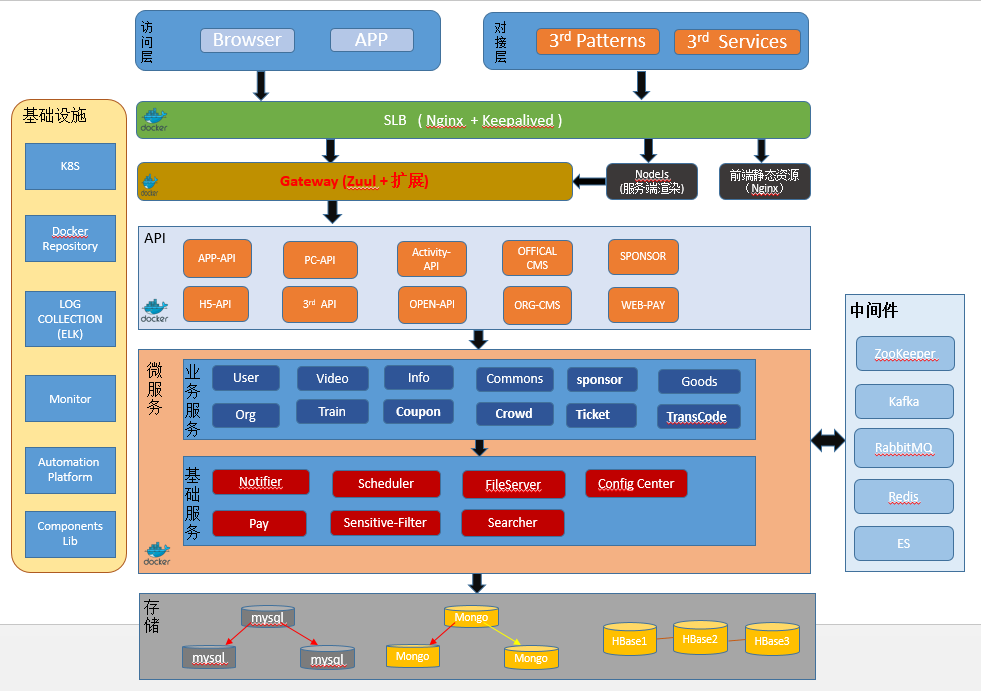 访
问
层
Browser
APP
对
接
层
3rd Patterns
3rd Services
基础设施
K8S
Docker
Repository
LOG
COLLECTION
(ELK)
Monitor
Automation
Platform
Components
Lib
docker
SLB （ Nginx + Keepalived ）
docker
Gateway (Zuul + 扩展)
NodeJs
(服务端渲染)
前端静态资源
（Nginx）
API
APP-API
PC-API
Activity-
API
OFFICAL
CMS
SPONSOR
H5-API
3rd API
OPEN-API
ORG-CMS
WEB-PAY
docker
微
服
务
业
务
服
务
User
Video
Info
Commons
sponsor
Goods
Org
Train
Coupon
Crowd
Ticket
TransCode
基
础
服
务
Notifier
Scheduler
FileServer
Config Center
Pay
Sensitive-Filter
Searcher
docker
中间件
ZooKeeper
Kafka
RabbitMQ
Redis
ES
存
储
mysql
mysql
mysql
Mongo
Mongo
Mongo
HBase1
HBase2
HBase3